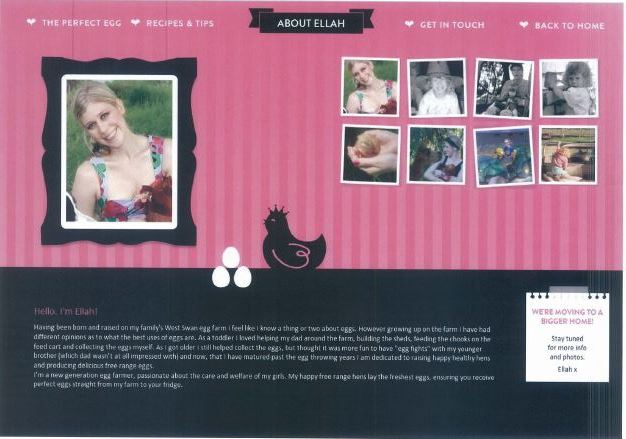 THE PERFECT EGG
RECIPES & TIPS
ABOUT ELLAH
GET IN TOUCH
BACK TO HOME
Hello, I'm Ellah!
Having been born and raised on my family's West Swan egg farm I feel like I know a thing or two about eggs. However growing up on the farm I have had
different opinions as to what the best uses of eggs are. As a toddler I loved helping my dad around the farm, building the sheds, feeding the chooks on the
feed cart and collecting the eggs myself. As I got older I still helped collect the eggs, but thought it was more fun to have "egg fights" with my younger
brother (which dad wasn't at all impressed with) and now, that I have matured past the egg throwing years I am dedicated to raising happy healthy hens
and producing delicious free range eggs.
I'm a new generation egg farmer, passionate about the care and welfare of my girls. My happy free range hens lay the freshest eggs, ensuring you receive
perfect eggs straight from my farm to your fridge.
WE'RE MOVING TO A
BIGGER HOME!
Stay tuned
for more info
and photos.
Ellah x